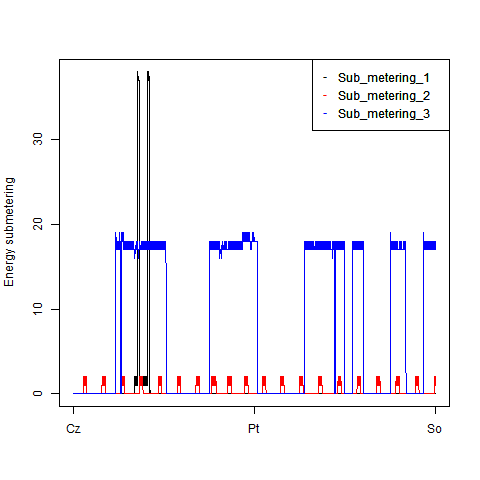 Sub_metering_1
Sub_metering_2
Sub_metering_3
Energy submetering
30
20
10
0
Cz Pt So